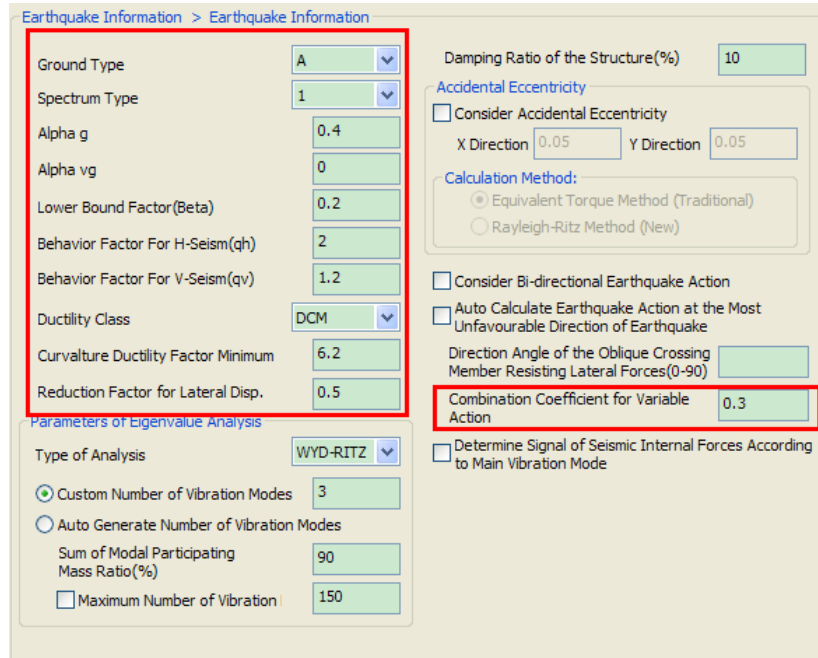 Earthquake Information > Earthquake Information
Ground Type A
Spectrum Type 1
Alpha g 0.4
Alpha vg 0
Lower Bound Factor(Beta) 0.2
Behavior Factor For H-Seism(qh) 2
Behavior Factor For V-Seism(qv) 1.2
Ductility Class DCM
Curvalture Ductility Factor Minimum 6.2
Reduction Factor for Lateral Disp. 0.5
Parameters of Eigenvalue Analysis
Type of Analysis WYD-RITZ
Custom Number of Vibration Modes 3
Auto Generate Number of Vibration Modes
Sum of Modal Participating
Mass Ratio(%) 90
Maximum Number of Vibration 150
Damping Ratio of the Structure(%) 10
Accidental Eccentricity
Consider Accidental Eccentricity
X Direction 0.05 Y Direction 0.05
Calculation Method:
Equivalent Torque Method (Traditional)
Rayleigh-Ritz Method (New)
Consider Bi-directional Earthquake Action
Auto Calculate Earthquake Action at the Most
Unfavourable Direction of Earthquake
Direction Angle of the Oblique Crossing
Member Resisting Lateral Forces(0-90)
Combination Coefficient for Variable
Action 0.3
Determine Signal of Seismic Internal Forces According
to Main Vibration Mode